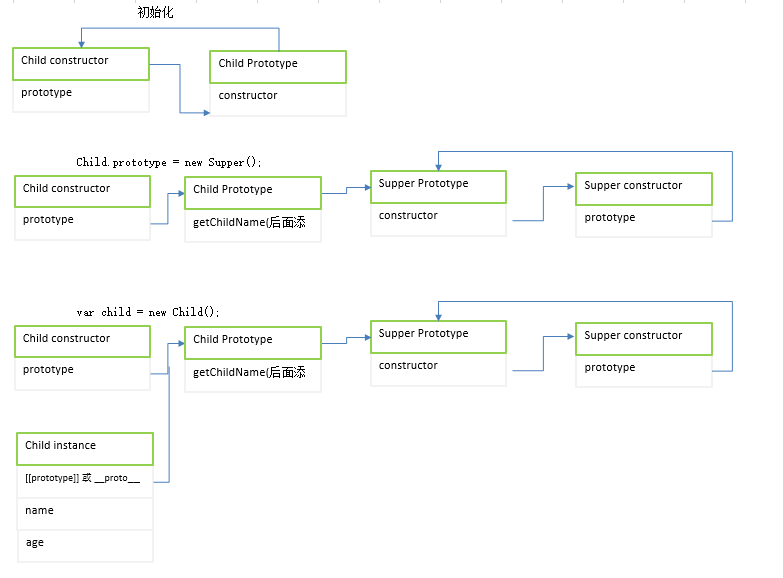 初始化
Child constructor
prototype
Child Prototype
constructor
Child.prototype = new Supper();
Child constructor
prototype
Child Prototype
getChildName(后面添
Supper Prototype
constructor
Supper constructor
prototype
var child = new Child();
Child constructor
prototype
Child Prototype
getChildName(后面添
Supper Prototype
constructor
Supper constructor
prototype
Child instance
[[prototype]] 或 __proto__
name
age